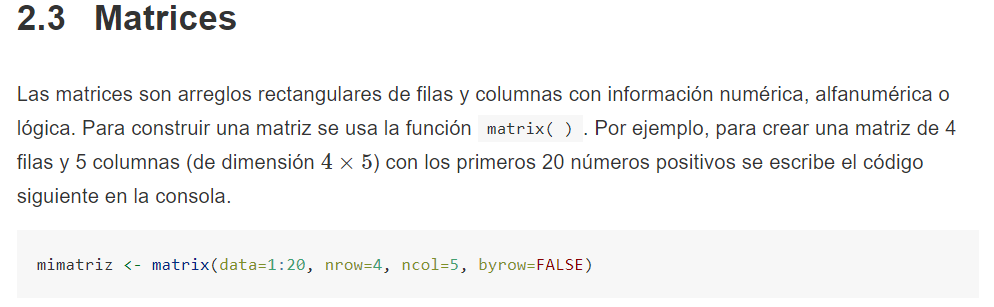 2.3 Matrices
Las matrices son arreglos rectangulares de filas y columnas con información numérica, alfanumérica o
lógica. Para construir una matriz se usa la función matrix( ) . Por ejemplo, para crear una matriz de 4
filas y 5 columnas (de dimensión 4 × 5) con los primeros 20 números positivos se escribe el código
siguiente en la consola.
mimatriz <- matrix(data=1:20, nrow=4, ncol=5, byrow=FALSE)